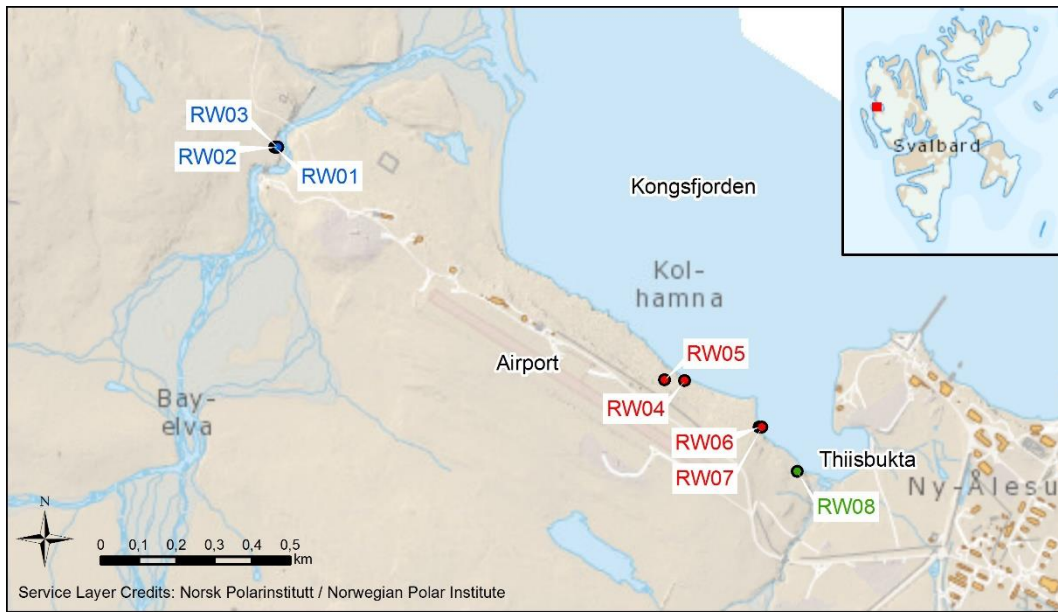 Svalbard
RW03
RW02
RW01
Kongsfjorden
Kol-
hamna
Airport
RW05
RW04
Bay-
elva
RW06
RW07
Thiisbukta
Ny-Ålesu
RW08
N
0 0,1 0,2 0,3 0,4 0,5
km
Service Layer Credits: Norsk Polarinstitutt / Norwegian Polar Institute